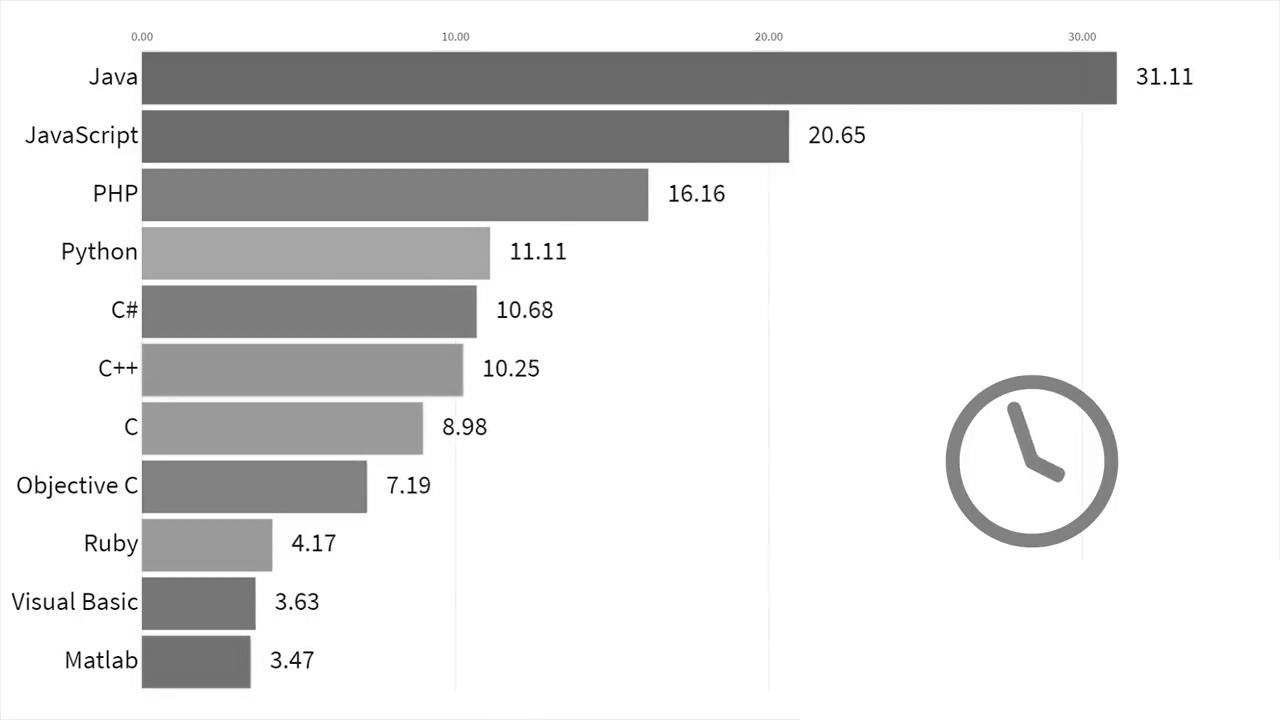 0.00 10.00 20.00 30.00
Java 31.11
JavaScript 20.65
PHP 16.16
Python 11.11
C# 10.68
C++ 10.25
C 8.98
Objective C 7.19
Ruby 4.17
Visual Basic 3.63
Matlab 3.47